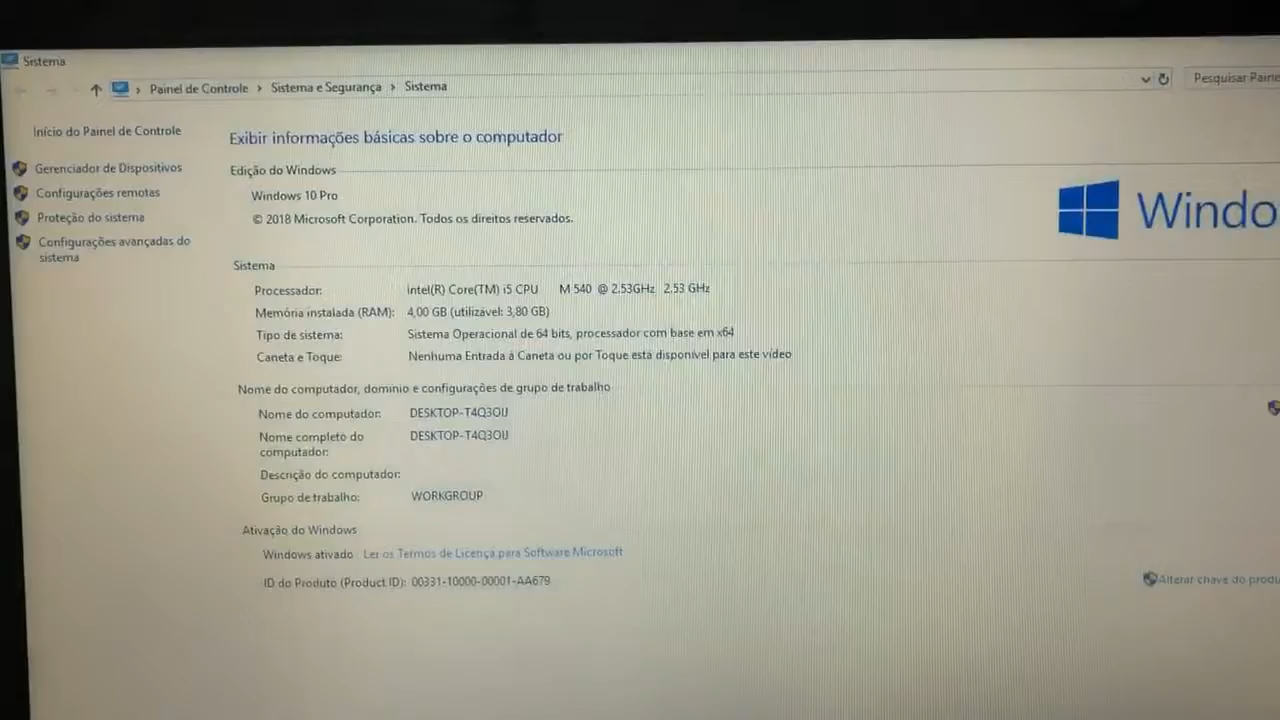 Sistema
Painel de Controle › Sistema e Segurança › Sistema
Pesquisar Paine
Início do Painel de Controle
Gerenciador de Dispositivos
Configurações remotas
Proteção do sistema
Configurações avançadas do
sistema
Exibir informações básicas sobre o computador
Edição do Windows
Windows 10 Pro
© 2018 Microsoft Corporation. Todos os direitos reservados.
Windo
Sistema
Processador: Intel(R) Core(TM) i5 CPU M 540 @ 2.53GHz 2.53 GHz
Memória instalada (RAM): 4,00 GB (utilizável: 3,80 GB)
Tipo de sistema: Sistema Operacional de 64 bits, processador com base em x64
Caneta e Toque: Nenhuma Entrada à Caneta ou por Toque está disponível para este vídeo
Nome do computador, domínio e configurações de grupo de trabalho
Nome do computador: DESKTOP-T4Q3OIJ
Nome completo do
computador: DESKTOP-T4Q3OIJ
Descrição do computador:
Grupo de trabalho: WORKGROUP
Ativação do Windows
Windows ativado Ler os Termos de Licença para Software Microsoft
ID do Produto (Product ID): 00331-10000-00001-AA679
Alterar chave do produ